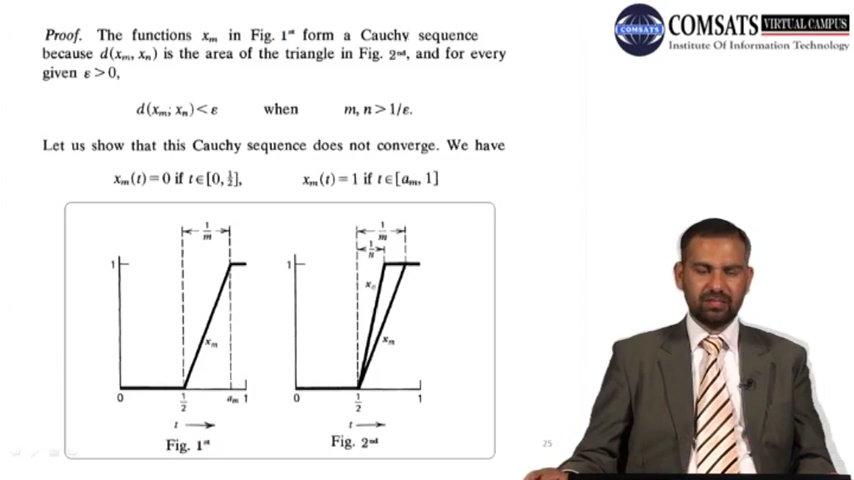 Proof. The functions xₘ in Fig. 1ˢᵗ form a Cauchy sequence
because d(xₘ, xₙ) is the area of the triangle in Fig. 2ⁿᵈ, and for every
given ε>0,
d(xₘ, xₙ)<ε when m, n>1/ε.
Let us show that this Cauchy sequence does not converge. We have
xₘ(t)=0 if t∈[0, ½], xₘ(t)=1 if t∈[aₘ, 1]
1/m
1
xₘ
0 1/2 aₘ 1
t
Fig. 1ˢᵗ
1/m
1/n
1
xₙ
xₘ
0 1/2 1
t
Fig. 2ⁿᵈ
25
COMSATS
COMSATS VIRTUAL CAMPUS
Institute Of Information Technology